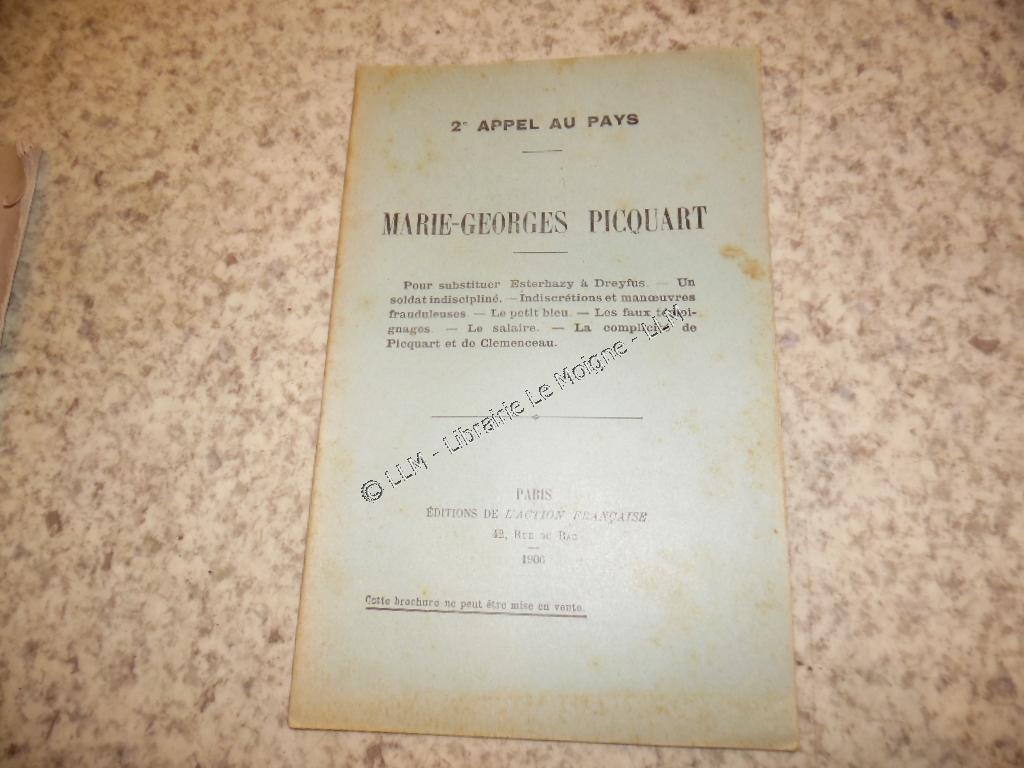 2e APPEL AU PAYS
MARIE-GEORGES PICQUART
Pour substituer Esterhazy à Dreyfus. — Un
soldat indiscipliné. — Indiscrétions et manœuvres
frauduleuses. — Le petit bleu. — Les faux témoi-
gnages. — Le salaire. — La complicité de
Picquart et de Clemenceau.
© LLM - Librairie Le Moigne - LLM
PARIS
ÉDITIONS DE L'ACTION FRANÇAISE
42, RUE DU BAC
1906
Cette brochure ne peut être mise en vente.